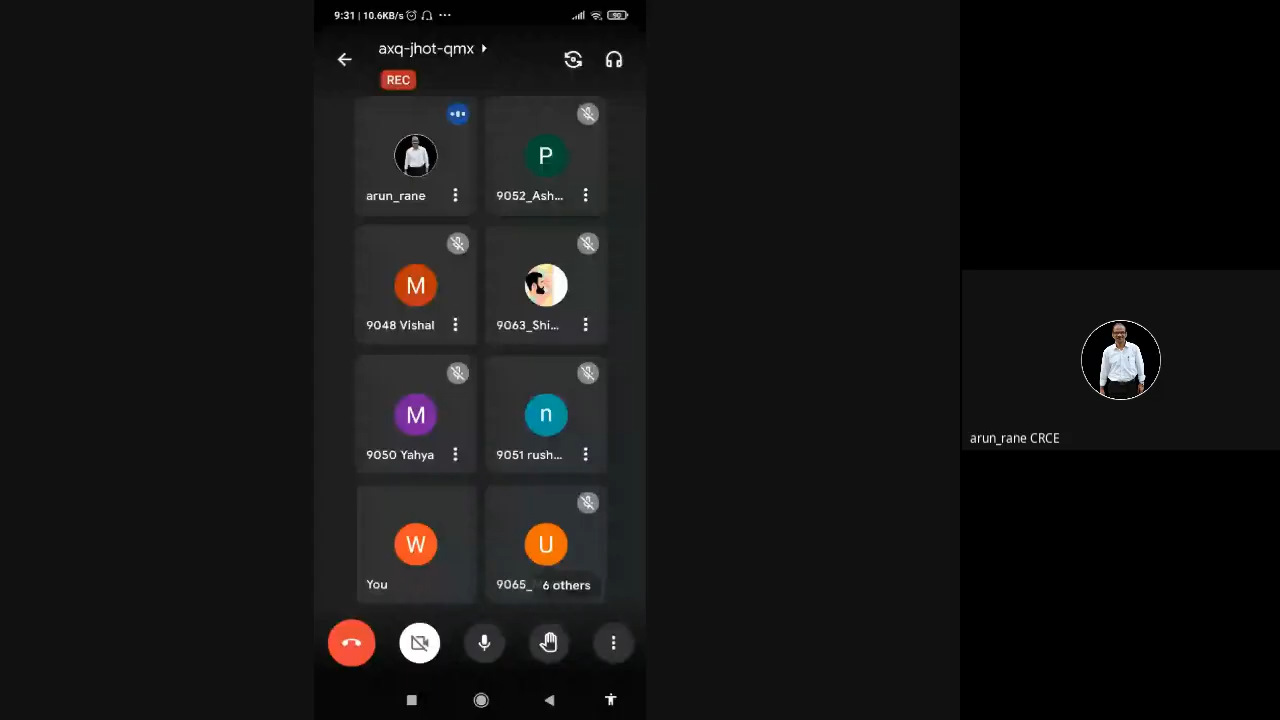 9:31 | 10.6KB/s
90
axq-jhot-qmx
REC
arun_rane
P
9052_Ash...
M
9048 Vishal
9063_Shi...
M
9050 Yahya
n
9051 rush...
W
You
U
9065_
6 others
arun_rane CRCE